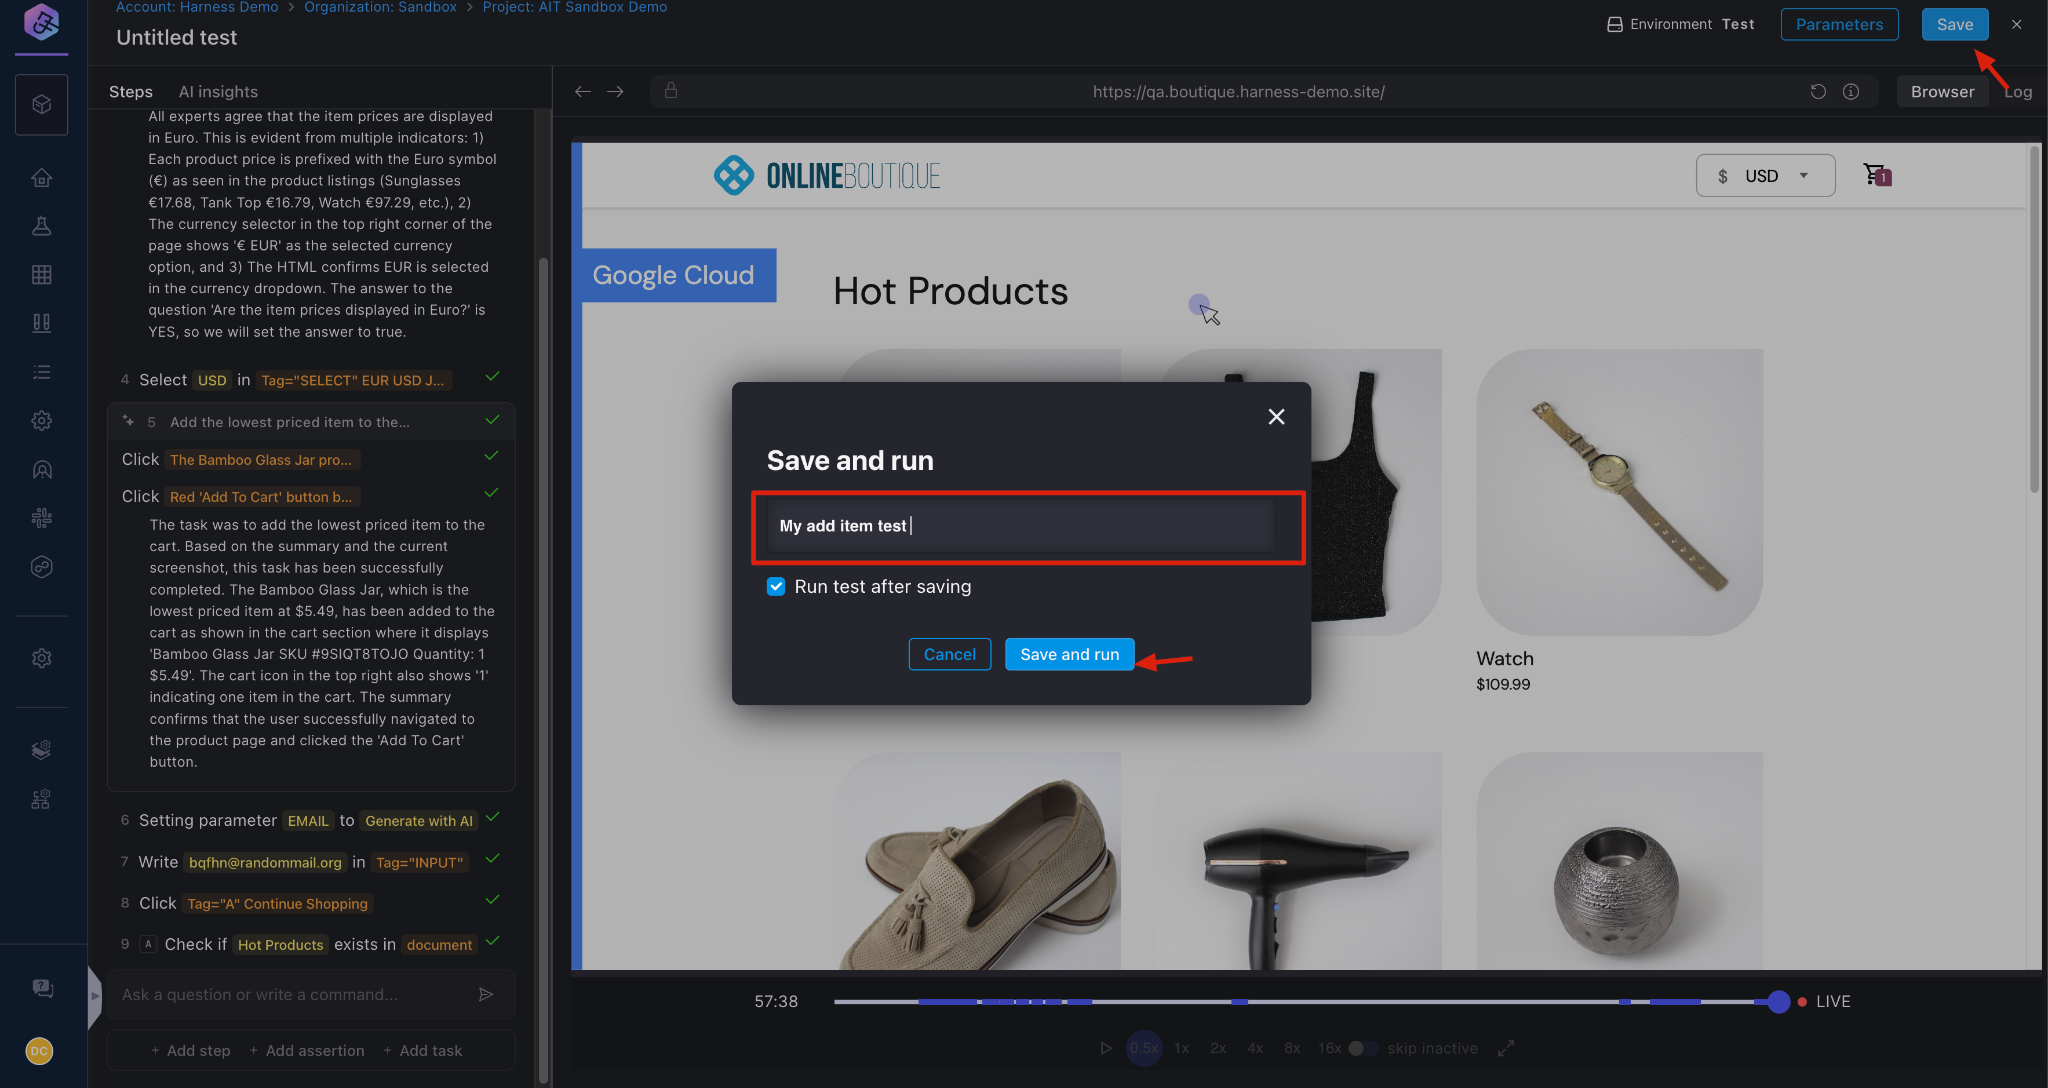 Account: Harness Demo > Organization: Sandbox > Project: AIT Sandbox Demo
Untitled test
Environment Test
Parameters
Save
Steps
AI insights
All experts agree that the item prices are displayed
in Euro. This is evident from multiple indicators: 1)
Each product price is prefixed with the Euro symbol
(€) as seen in the product listings (Sunglasses
€17.68, Tank Top €16.79, Watch €97.29, etc.), 2)
The currency selector in the top right corner of the
page shows '€ EUR' as the selected currency
option, and 3) The HTML confirms EUR is selected
in the currency dropdown. The answer to the
question 'Are the item prices displayed in Euro?' is
YES, so we will set the answer to true.
4 Select USD in Tag="SELECT" EUR USD J...
5 Add the lowest priced item to the...
Click The Bamboo Glass Jar pro...
Click Red 'Add To Cart' button b...
The task was to add the lowest priced item to the
cart. Based on the summary and the current
screenshot, this task has been successfully
completed. The Bamboo Glass Jar, which is the
lowest priced item at $5.49, has been added to the
cart as shown in the cart section where it displays
'Bamboo Glass Jar SKU #9SIQT8TOJO Quantity: 1
$5.49'. The cart icon in the top right also shows '1'
indicating one item in the cart. The summary
confirms that the user successfully navigated to
the product page and clicked the 'Add To Cart'
button.
6 Setting parameter EMAIL to Generate with AI
7 Write bqfhn@randommail.org in Tag="INPUT"
8 Click Tag="A" Continue Shopping
9 A Check if Hot Products exists in document
Ask a question or write a command...
+ Add step + Add assertion + Add task
DC
https://qa.boutique.harness-demo.site/
Browser
Log
ONLINEBOUTIQUE
$ USD
1
Google Cloud
Hot Products
Save and run
My add item test
Run test after saving
Cancel
Save and run
Watch
$109.99
57:38
LIVE
0.5x 1x 2x 4x 8x 16x skip inactive